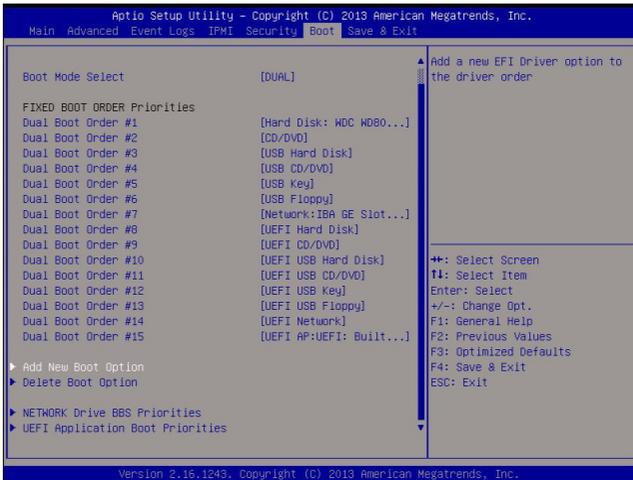 Aptio Setup Utility – Copyright (C) 2013 American Megatrends, Inc.
Main Advanced Event Logs IPMI Security Boot Save & Exit
Boot Mode Select [DUAL]
FIXED BOOT ORDER Priorities
Dual Boot Order #1 [Hard Disk: WDC WD80...]
Dual Boot Order #2 [CD/DVD]
Dual Boot Order #3 [USB Hard Disk]
Dual Boot Order #4 [USB CD/DVD]
Dual Boot Order #5 [USB Key]
Dual Boot Order #6 [USB Floppy]
Dual Boot Order #7 [Network:IBA GE Slot...]
Dual Boot Order #8 [UEFI Hard Disk]
Dual Boot Order #9 [UEFI CD/DVD]
Dual Boot Order #10 [UEFI USB Hard Disk]
Dual Boot Order #11 [UEFI USB CD/DVD]
Dual Boot Order #12 [UEFI USB Key]
Dual Boot Order #13 [UEFI USB Floppy]
Dual Boot Order #14 [UEFI Network]
Dual Boot Order #15 [UEFI AP:UEFI: Built...]
▶ Add New Boot Option
▶ Delete Boot Option
▶ NETWORK Drive BBS Priorities
▶ UEFI Application Boot Priorities
Add a new EFI Driver option to
the driver order
→←: Select Screen
↑↓: Select Item
Enter: Select
+/-: Change Opt.
F1: General Help
F2: Previous Values
F3: Optimized Defaults
F4: Save & Exit
ESC: Exit
Version 2.16.1243. Copyright (C) 2013 American Megatrends, Inc.